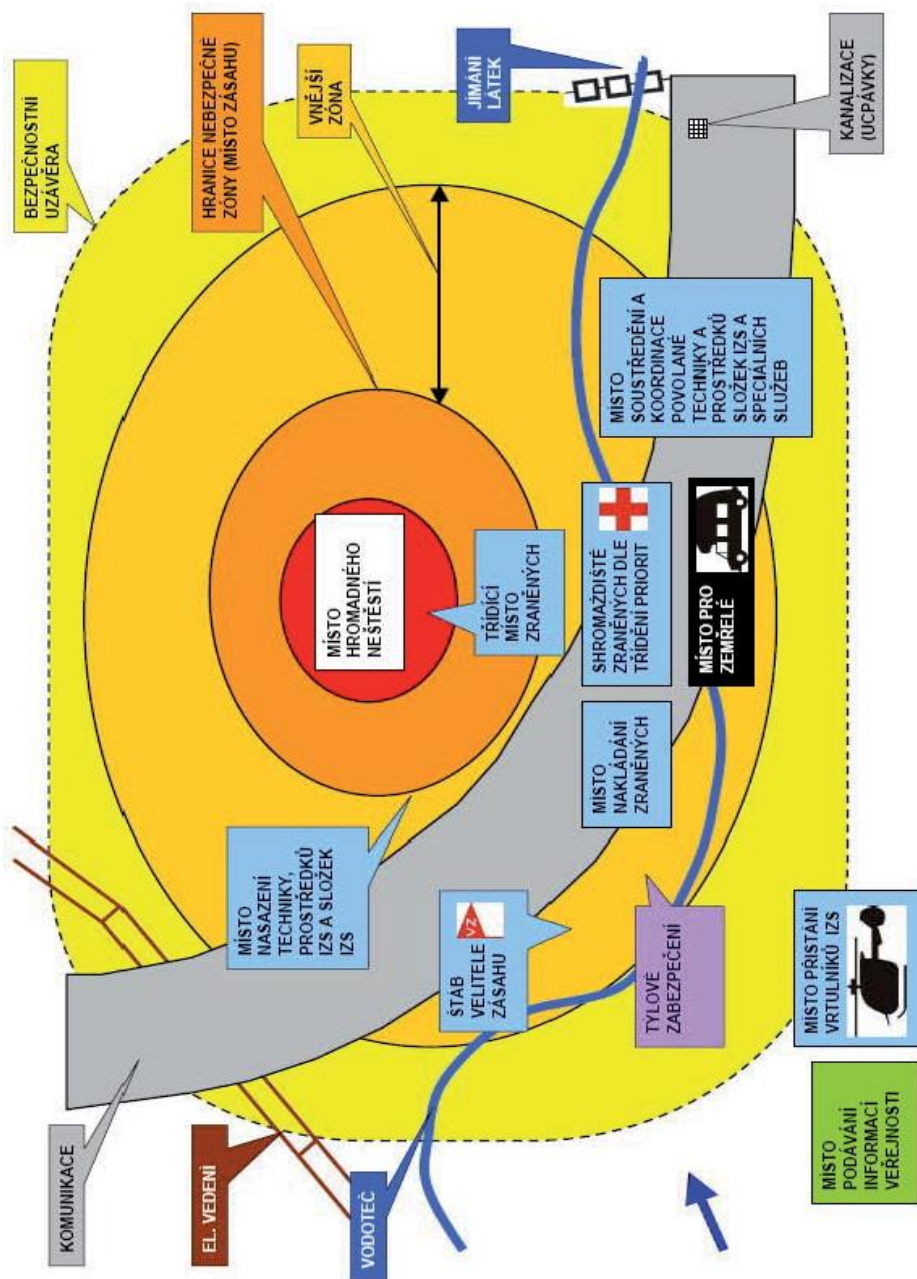 KOMUNIKACE
EL. VEDENÍ
VODOTEČ
MÍSTO
PODÁVÁNÍ
INFORMACÍ
VEŘEJNOSTI
MÍSTO
NASAZENÍ
TECHNIKY,
PROSTŘEDKŮ
IZS A SLOŽEK
IZS
ŠTÁB
VELITELE
ZÁSAHU
VZ
TÝLOVÉ
ZABEZPEČENÍ
MÍSTO PŘISTÁNÍ
VRTULNÍKŮ IZS
MÍSTO
HROMADNÉHO
NEŠTĚSTÍ
TŘÍDÍCÍ
MÍSTO
ZRANĚNÝCH
MÍSTO
NAKLÁDÁNÍ
ZRANĚNÝCH
SHROMAŽDIŠTĚ
ZRANĚNÝCH DLE
TŘÍDĚNÍ PRIORIT
MÍSTO PRO
ZEMŘELÉ
BEZPEČNOSTNÍ
UZÁVĚRA
HRANICE NEBEZPEČNÉ
ZÓNY (MÍSTO ZÁSAHU)
VNĚJŠÍ
ZÓNA
MÍSTO
SOUSTŘEDĚNÍ A
KOORDINACE
POVOLANÉ
TECHNIKY A
PROSTŘEDKŮ
SLOŽEK IZS A
SPECIÁLNÍCH
SLUŽEB
JÍMÁNÍ
LÁTEK
KANALIZACE
(UCPÁVKY)